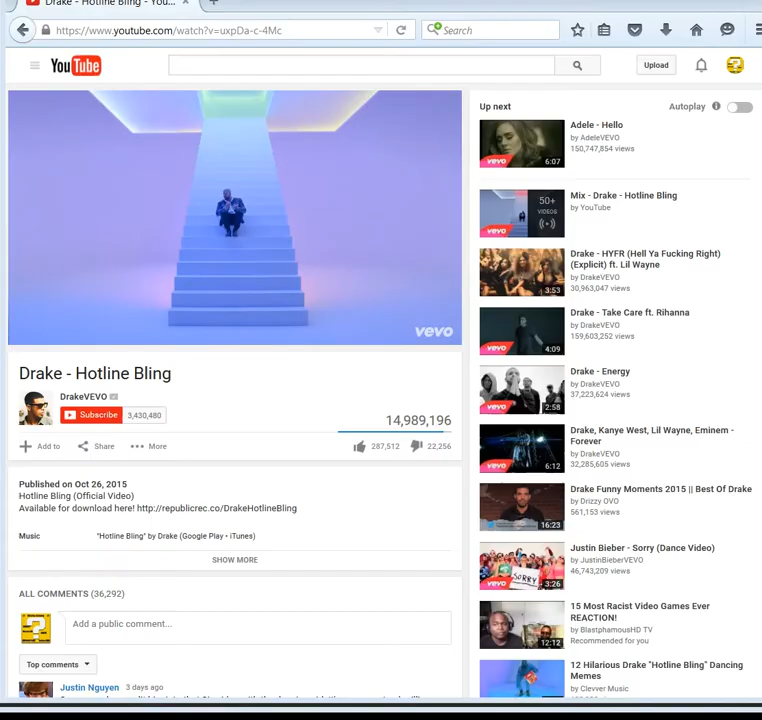 Drake - Hotline Bling - You...
https://www.youtube.com/watch?v=uxpDa-c-4Mc
Search
YouTube
Upload
vevo
Drake - Hotline Bling
DrakeVEVO
Subscribe 3,430,480
14,989,196
Add to Share More 287,512 22,256
Published on Oct 26, 2015
Hotline Bling (Official Video)
Available for download here! http://republicrec.co/DrakeHotlineBling
Music "Hotline Bling" by Drake (Google Play • iTunes)
SHOW MORE
ALL COMMENTS (36,292)
Add a public comment...
Top comments
Justin Nguyen 3 days ago
Up next Autoplay
vevo 6:07
Adele - Hello
by AdeleVEVO
150,747,854 views
50+
VIDEOS
Mix - Drake - Hotline Bling
by YouTube
vevo 3:53
Drake - HYFR (Hell Ya Fucking Right)
(Explicit) ft. Lil Wayne
by DrakeVEVO
30,963,047 views
vevo 4:09
Drake - Take Care ft. Rihanna
by DrakeVEVO
159,603,252 views
vevo 2:58
Drake - Energy
by DrakeVEVO
37,223,624 views
vevo 6:12
Drake, Kanye West, Lil Wayne, Eminem -
Forever
by DrakeVEVO
32,285,605 views
16:23
Drake Funny Moments 2015 || Best Of Drake
by Drizzy OVO
561,153 views
SORRY
vevo 3:26
Justin Bieber - Sorry (Dance Video)
by JustinBieberVEVO
46,743,209 views
12:12
15 Most Racist Video Games Ever
REACTION!
by BlastphamousHD TV
Recommended for you
12 Hilarious Drake "Hotline Bling" Dancing
Memes
by Clevver Music